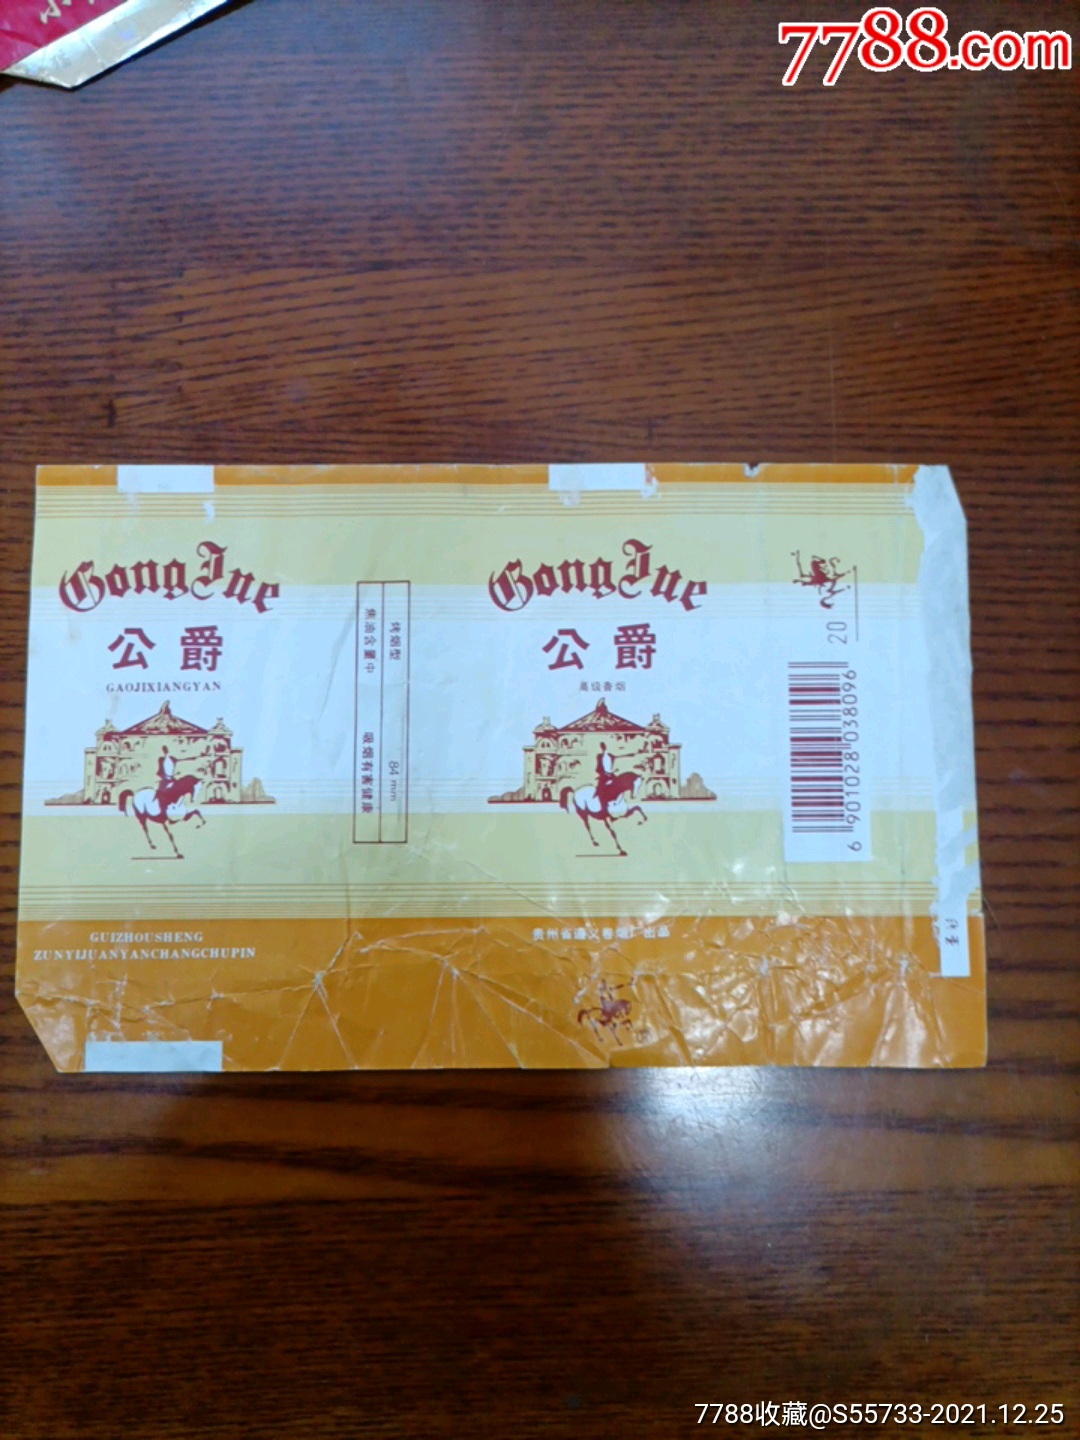 7788.com
GongJue
公爵
GAOJIXIANGYAN
GUIZHOUSHENG
ZUNYIJUANYANCHANGCHUPIN
烤烟型 84 mm
焦油含量中 吸烟有害健康
GongJue
公爵
高级香烟
贵州省遵义卷烟厂出品
20
6 901028 038096
7788收藏@S55733-2021.12.25